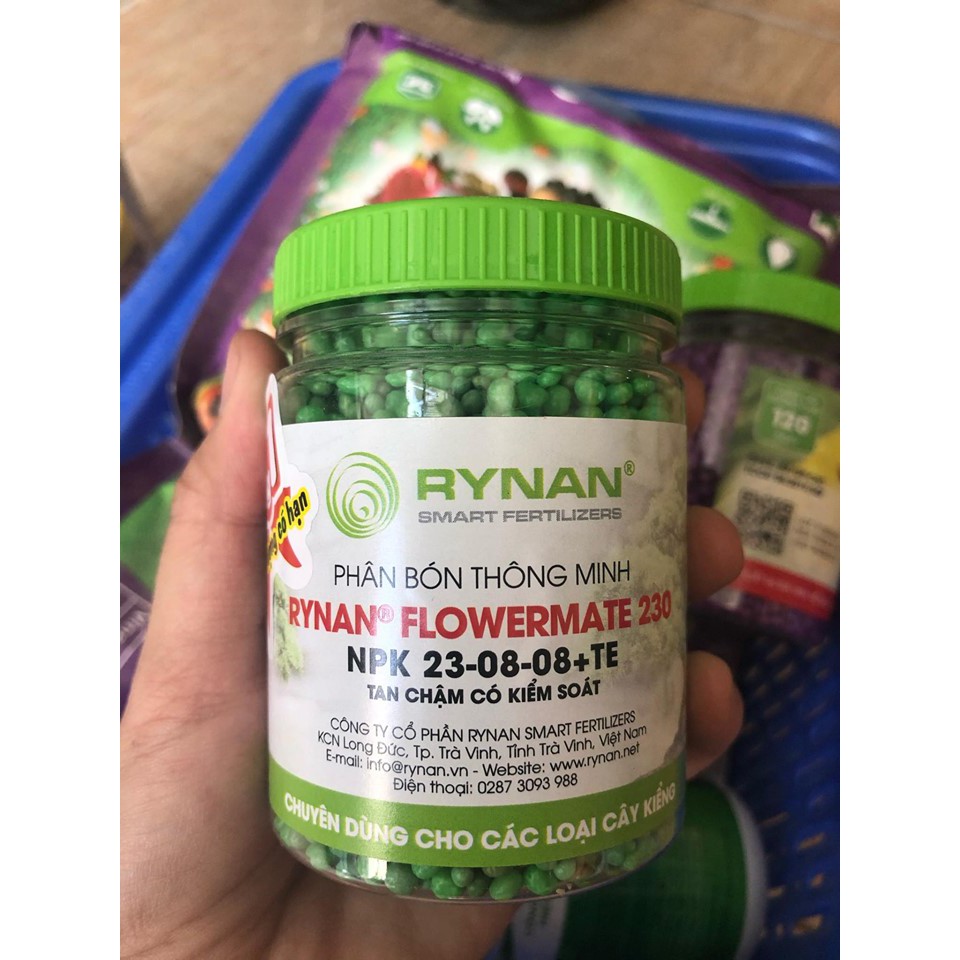 RYNAN®
SMART FERTILIZERS
PHÂN BÓN THÔNG MINH
RYNAN® FLOWERMATE 230
NPK 23-08-08+TE
TAN CHẬM CÓ KIỂM SOÁT
CÔNG TY CỔ PHẦN RYNAN SMART FERTILIZERS
KCN Long Đức, Tp. Trà Vinh, Tỉnh Trà Vinh, Việt Nam
E-mail: info@rynan.vn - Website: www.rynan.net
Điện thoại: 0287 3093 988
CHUYÊN DÙNG CHO CÁC LOẠI CÂY KIỂNG
có hạn
120